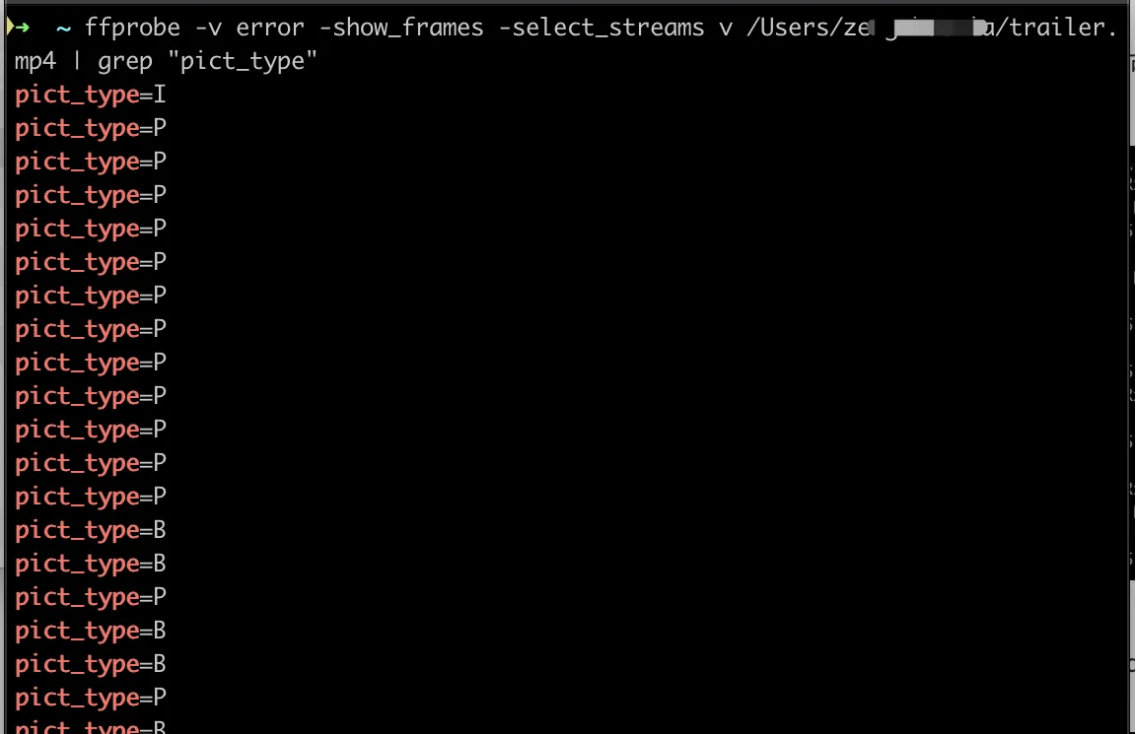 ➜ ~ ffprobe -v error -show_frames -select_streams v /Users/ze a/trailer.
mp4 | grep "pict_type"
pict_type=I
pict_type=P
pict_type=P
pict_type=P
pict_type=P
pict_type=P
pict_type=P
pict_type=P
pict_type=P
pict_type=P
pict_type=P
pict_type=P
pict_type=P
pict_type=B
pict_type=B
pict_type=P
pict_type=B
pict_type=B
pict_type=P
pict_type=B